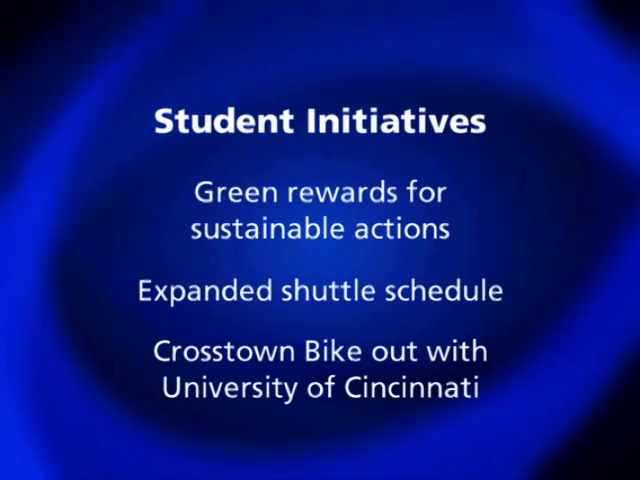 Student Initiatives
Green rewards for
sustainable actions
Expanded shuttle schedule
Crosstown Bike out with
University of Cincinnati